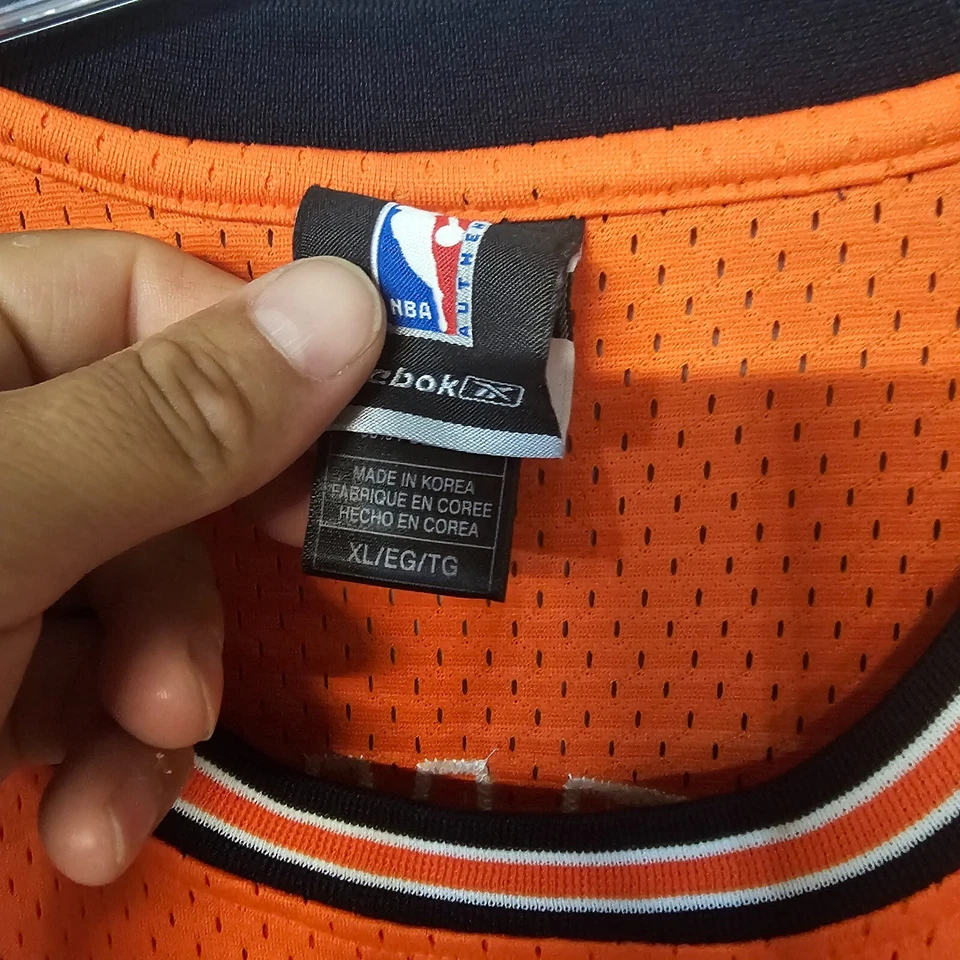 NBA
AUTHEN
ebok
MADE IN KOREA
FABRIQUE EN COREE
HECHO EN COREA
XL/EG/TG